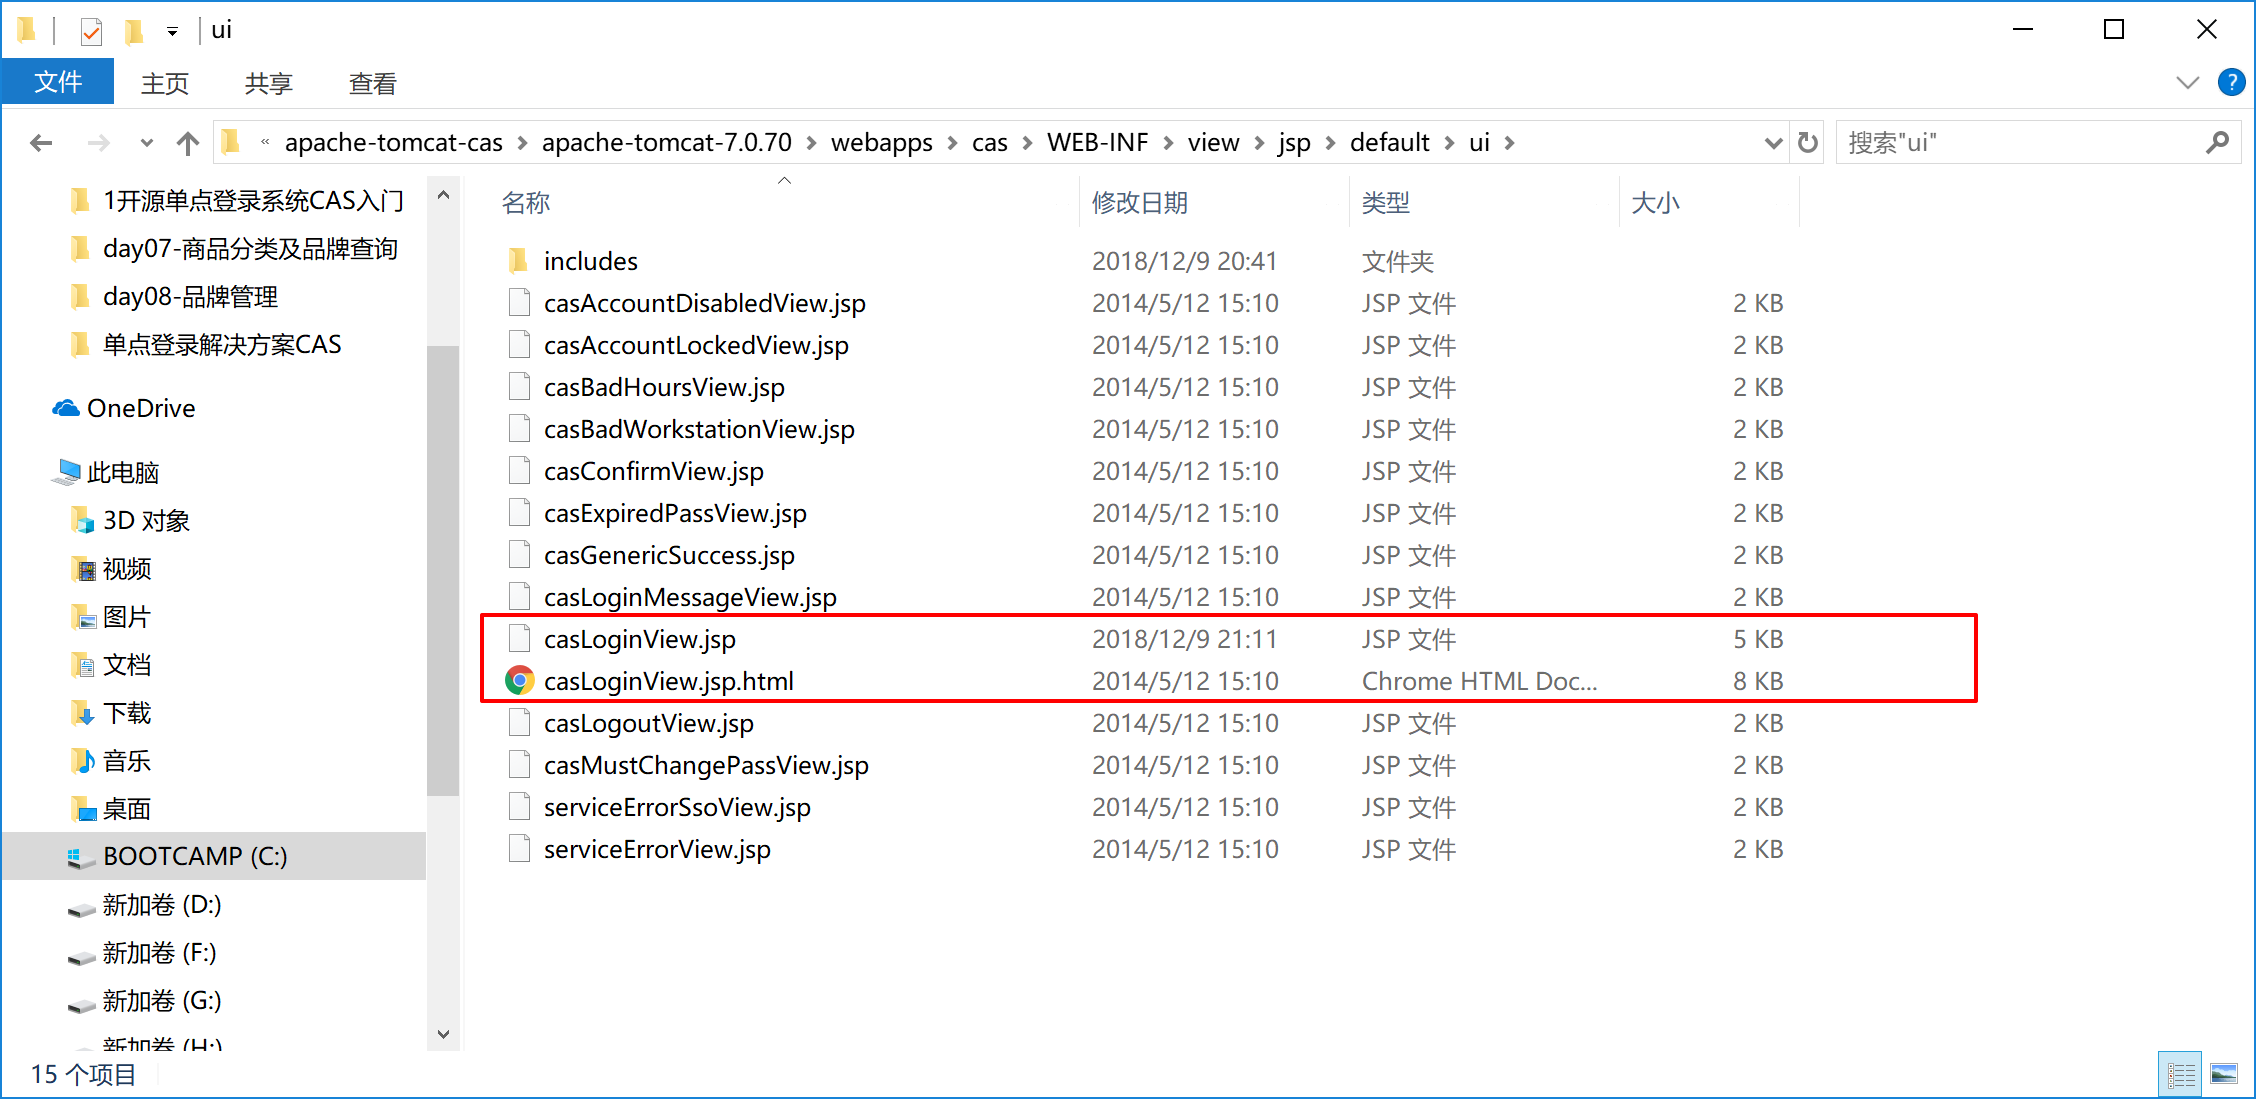 ui
文件 主页 共享 查看
« apache-tomcat-cas > apache-tomcat-7.0.70 > webapps > cas > WEB-INF > view > jsp > default > ui > 搜索"ui"
1开源单点登录系统CAS入门
day07-商品分类及品牌查询
day08-品牌管理
单点登录解决方案CAS
OneDrive
此电脑
3D 对象
视频
图片
文档
下载
音乐
桌面
BOOTCAMP (C:)
新加卷 (D:)
新加卷 (F:)
新加卷 (G:)
新加卷 (H:)
名称 修改日期 类型 大小
includes 2018/12/9 20:41 文件夹
casAccountDisabledView.jsp 2014/5/12 15:10 JSP 文件 2 KB
casAccountLockedView.jsp 2014/5/12 15:10 JSP 文件 2 KB
casBadHoursView.jsp 2014/5/12 15:10 JSP 文件 2 KB
casBadWorkstationView.jsp 2014/5/12 15:10 JSP 文件 2 KB
casConfirmView.jsp 2014/5/12 15:10 JSP 文件 2 KB
casExpiredPassView.jsp 2014/5/12 15:10 JSP 文件 2 KB
casGenericSuccess.jsp 2014/5/12 15:10 JSP 文件 2 KB
casLoginMessageView.jsp 2014/5/12 15:10 JSP 文件 2 KB
casLoginView.jsp 2018/12/9 21:11 JSP 文件 5 KB
casLoginView.jsp.html 2014/5/12 15:10 Chrome HTML Doc... 8 KB
casLogoutView.jsp 2014/5/12 15:10 JSP 文件 2 KB
casMustChangePassView.jsp 2014/5/12 15:10 JSP 文件 2 KB
serviceErrorSsoView.jsp 2014/5/12 15:10 JSP 文件 2 KB
serviceErrorView.jsp 2014/5/12 15:10 JSP 文件 2 KB
15 个项目